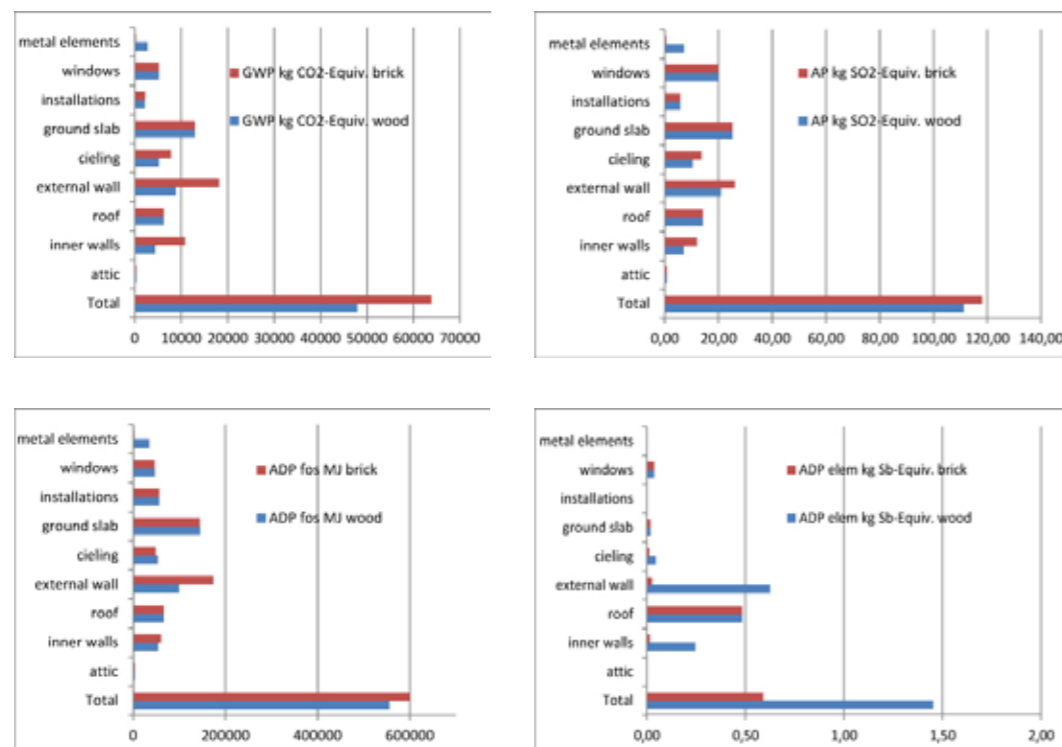 metal elements
windows
installations
ground slab
cieling
external wall
roof
inner walls
attic
Total
GWP kg CO2-Equiv. brick
GWP kg CO2-Equiv. wood
0 10000 20000 30000 40000 50000 60000 70000
metal elements
windows
installations
ground slab
cieling
external wall
roof
inner walls
attic
Total
AP kg SO2-Equiv. brick
AP kg SO2-Equiv. wood
0,00 20,00 40,00 60,00 80,00 100,00 120,00 140,00
metal elements
windows
installations
ground slab
cieling
external wall
roof
inner walls
attic
Total
ADP fos MJ brick
ADP fos MJ wood
0 200000 400000 600000
metal elements
windows
installations
ground slab
cieling
external wall
roof
inner walls
attic
Total
ADP elem kg Sb-Equiv. brick
ADP elem kg Sb-Equiv. wood
0,00 0,50 1,00 1,50 2,00